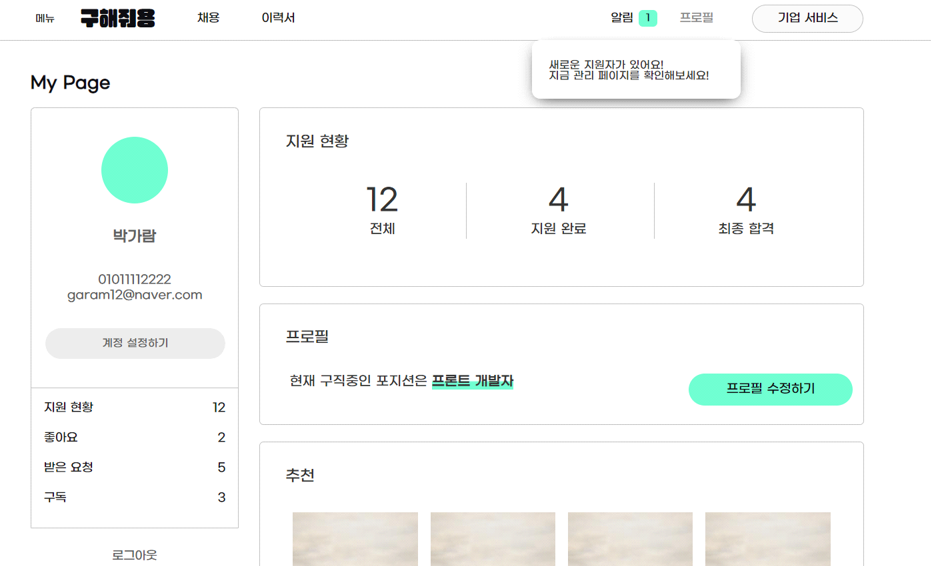 메뉴 구해줘용 채용 이력서 알림 1 프로필 기업 서비스
새로운 지원자가 있어요!
지금 관리 페이지를 확인해보세요!
My Page
박가람
01011112222
garam12@naver.com
계정 설정하기
지원 현황 12
좋아요 2
받은 요청 5
구독 3
로그아웃
지원 현황
12 4 4
전체 지원 완료 최종 합격
프로필
현재 구직중인 포지션은 프론트 개발자
프로필 수정하기
추천